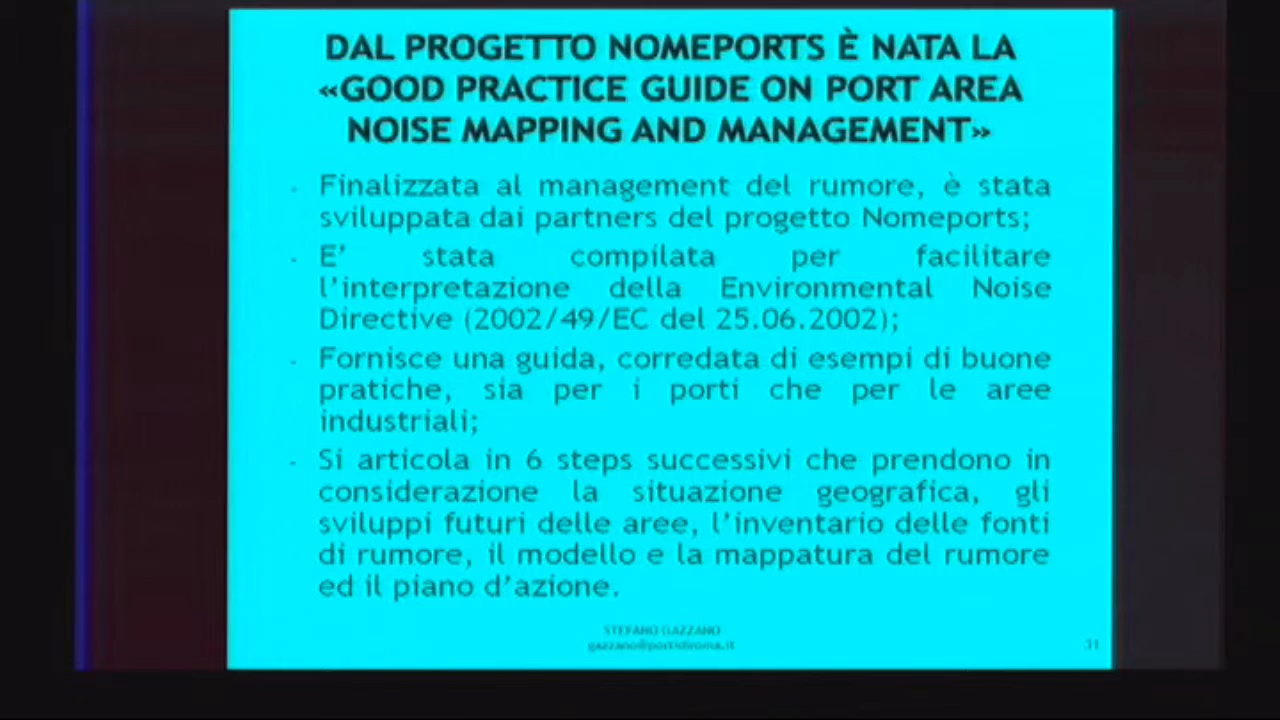 DAL PROGETTO NOMEPORTS È NATA LA
«GOOD PRACTICE GUIDE ON PORT AREA
NOISE MAPPING AND MANAGEMENT»
- Finalizzata al management del rumore, è stata
sviluppata dai partners del progetto Nomeports;
- E’ stata compilata per facilitare
l’interpretazione della Environmental Noise
Directive (2002/49/EC del 25.06.2002);
- Fornisce una guida, corredata di esempi di buone
pratiche, sia per i porti che per le aree
industriali;
- Si articola in 6 steps successivi che prendono in
considerazione la situazione geografica, gli
sviluppi futuri delle aree, l’inventario delle fonti
di rumore, il modello e la mappatura del rumore
ed il piano d’azione.
STEFANO GAZZANO
gazzano@portidiroma.it
31